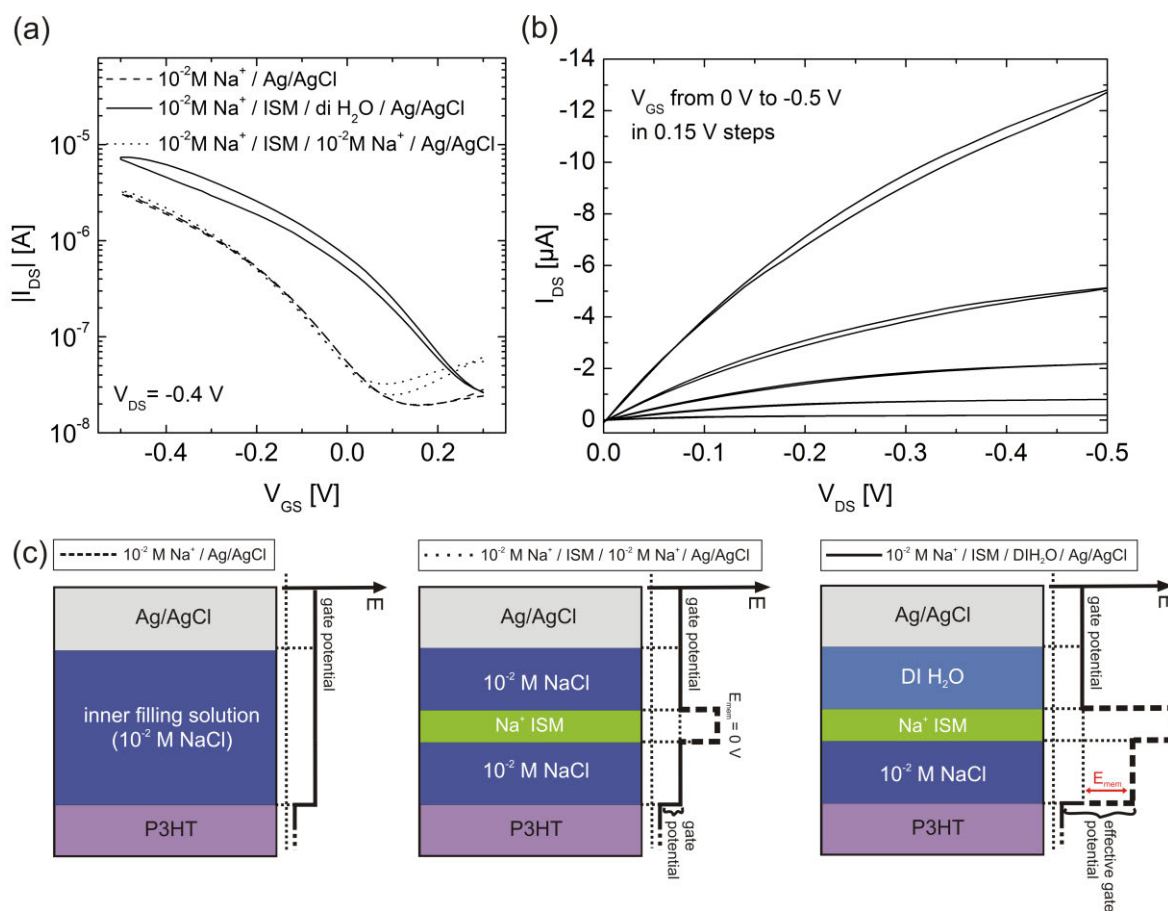 (a)
10⁻²M Na⁺ / Ag/AgCl
10⁻²M Na⁺ / ISM / di H₂O / Ag/AgCl
10⁻²M Na⁺ / ISM / 10⁻²M Na⁺ / Ag/AgCl
10⁻⁵
10⁻⁶
10⁻⁷
10⁻⁸
|I_DS| [A]
V_DS= -0.4 V
-0.4
-0.2
0.0
0.2
V_GS [V]
(b)
-14
-12
-10
-8
-6
-4
-2
0
I_DS [µA]
V_GS from 0 V to -0.5 V
in 0.15 V steps
0.0
-0.1
-0.2
-0.3
-0.4
-0.5
V_DS [V]
(c)
10⁻² M Na⁺ / Ag/AgCl
E
gate potential
Ag/AgCl
inner filling solution
(10⁻² M NaCl)
P3HT
10⁻² M Na⁺ / ISM / 10⁻² M Na⁺ / Ag/AgCl
E
gate potential
Ag/AgCl
10⁻² M NaCl
Na⁺ ISM
E_mem = 0 V
10⁻² M NaCl
P3HT
gate
potential
10⁻² M Na⁺ / ISM / DIH₂O / Ag/AgCl
E
gate potential
Ag/AgCl
DI H₂O
Na⁺ ISM
10⁻² M NaCl
E_mem
P3HT
effective gate
potential